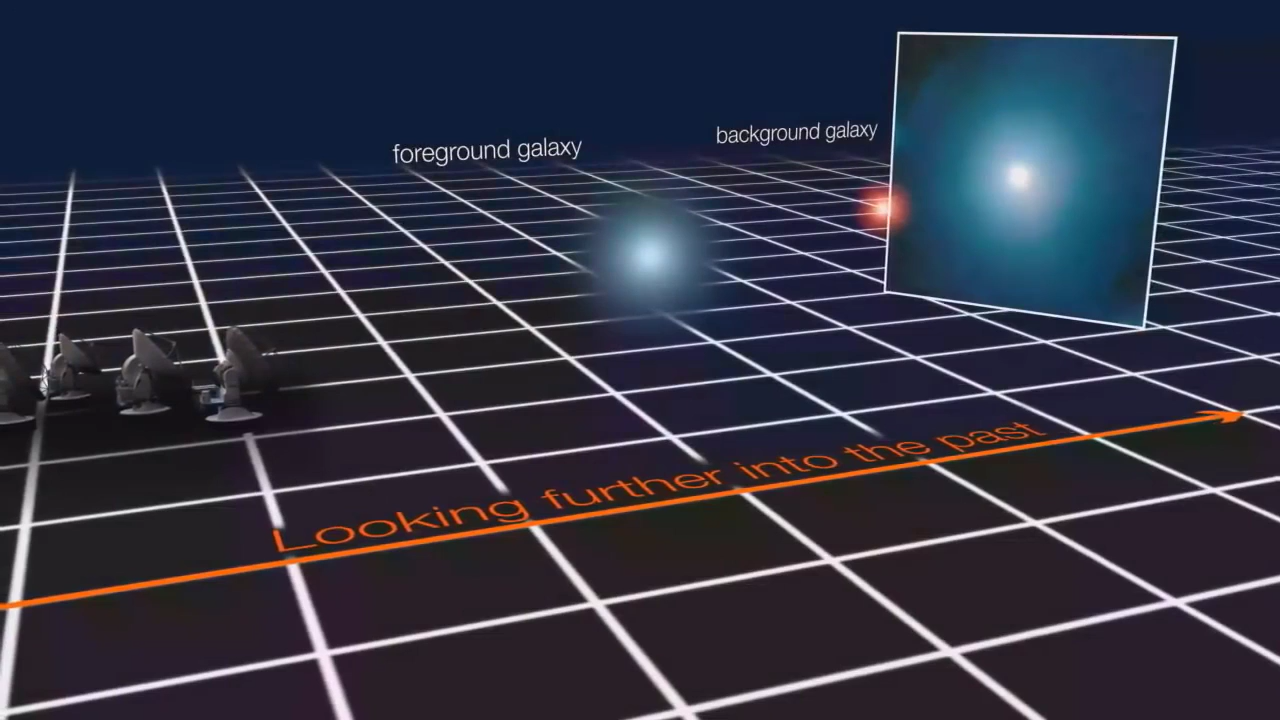 foreground galaxy
background galaxy
Looking further into the past